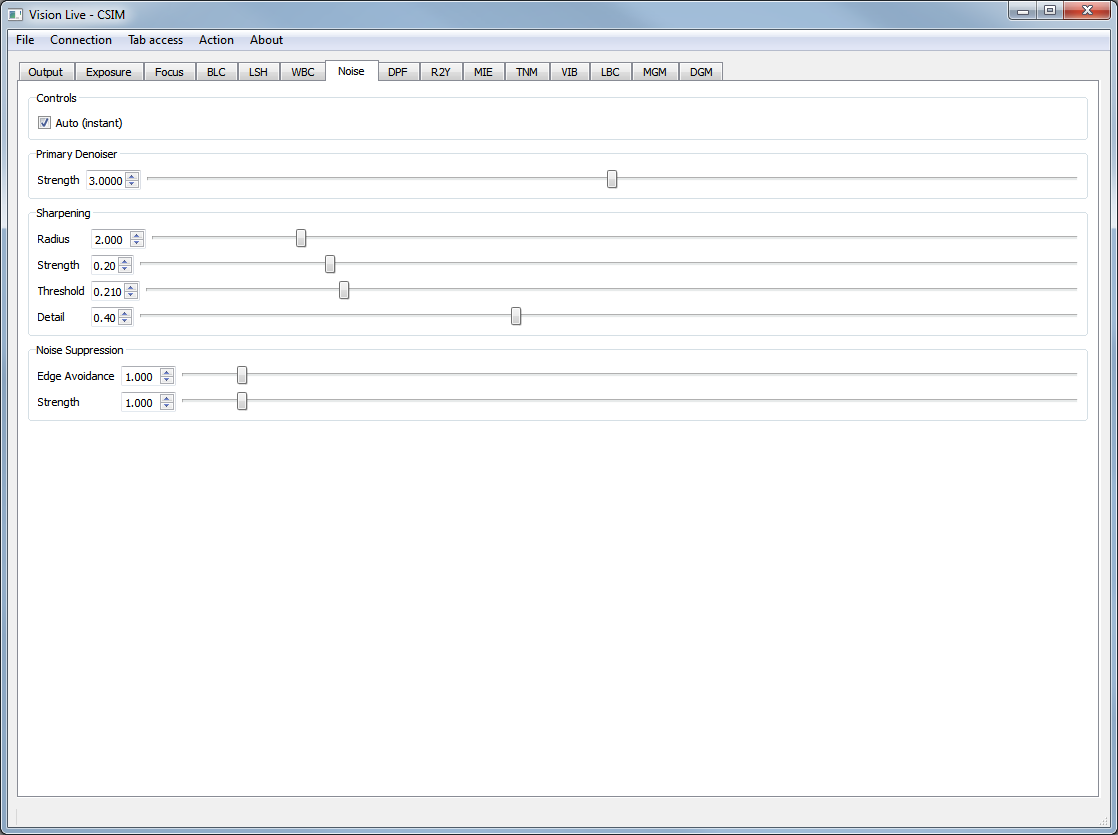 Vision Live - CSIM
File Connection Tab access Action About
Output Exposure Focus BLC LSH WBC Noise DPF R2Y MIE TNM VIB LBC MGM DGM
Controls
Auto (instant)
Primary Denoiser
Strength 3.0000
Sharpening
Radius 2.000
Strength 0.20
Threshold 0.210
Detail 0.40
Noise Suppression
Edge Avoidance 1.000
Strength 1.000